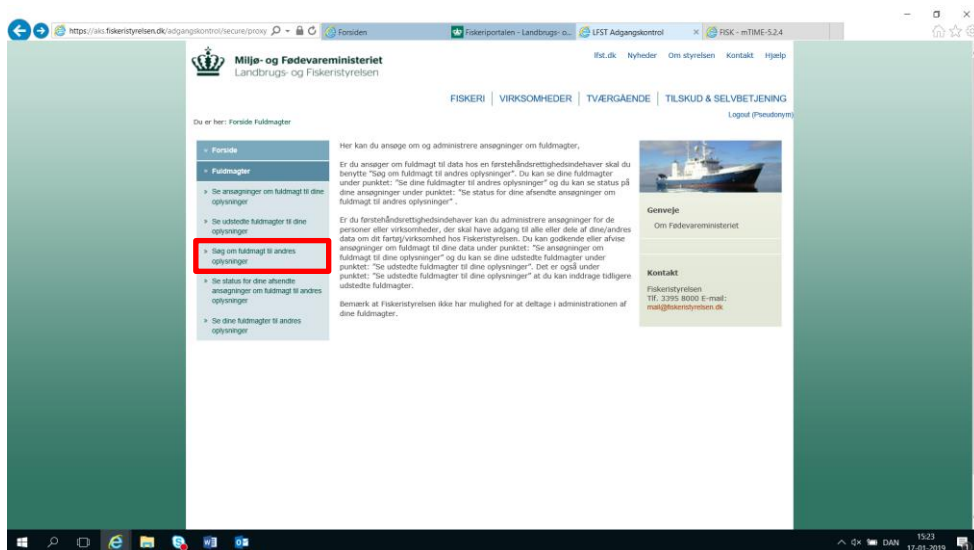 https://aks.fiskeristyrelsen.dk/adgangskontrol/secure/proxy
Forsiden
Fiskeriportalen - Landbrugs- o...
LFST Adgangskontrol
FISK - mTIME-5.2.4
Miljø- og Fødevareministeriet
Landbrugs- og Fiskeristyrelsen
lfst.dk Nyheder Om styrelsen Kontakt Hjælp
FISKERI | VIRKSOMHEDER | TVÆRGÅENDE | TILSKUD & SELVBETJENING
Logout (Pseudonym)
Du er her: Forside Fuldmagter
Forside
Fuldmagter
Se ansøgninger om fuldmagt til dine
oplysninger
Se udstedte fuldmagter til dine
oplysninger
Søg om fuldmagt til andres
oplysninger
Se status for dine afsendte
ansøgninger om fuldmagt til andres
oplysninger
Se dine fuldmagter til andres
oplysninger
Her kan du ansøge om og administrere ansøgninger om fuldmagter,
Er du ansøger om fuldmagt til data hos en førstehåndsrettighedsindehaver skal du
benytte "Søg om fuldmagt til andres oplysninger". Du kan se dine fuldmagter
under punktet: "Se dine fuldmagter til andres oplysninger" og du kan se status på
dine ansøgninger under punktet: "Se status for dine afsendte ansøgninger om
fuldmagt til andres oplysninger" .
Er du førstehåndsrettighedsindehaver kan du administrere ansøgninger for de
personer eller virksomheder, der skal have adgang til alle eller dele af dine/andres
data om dit fartøj/virksomhed hos Fiskeristyrelsen. Du kan godkende eller afvise
ansøgninger om fuldmagt til dine data under punktet: "Se ansøgninger om
fuldmagt til dine oplysninger" og du kan se dine udstedte fuldmagter under
punktet: "Se udstedte fuldmagter til dine oplysninger". Det er også under
punktet: "Se udstedte fuldmagter til dine oplysninger" at du kan inddrage tidligere
udstedte fuldmagter.
Bemærk at Fiskeristyrelsen ikke har mulighed for at deltage i administrationen af
dine fuldmagter.
Genveje
Om Fødevareministeriet
Kontakt
Fiskeristyrelsen
Tlf. 3395 8000 E-mail:
mail@fiskeristyrelsen.dk
DAN
15:23
17-01-2019